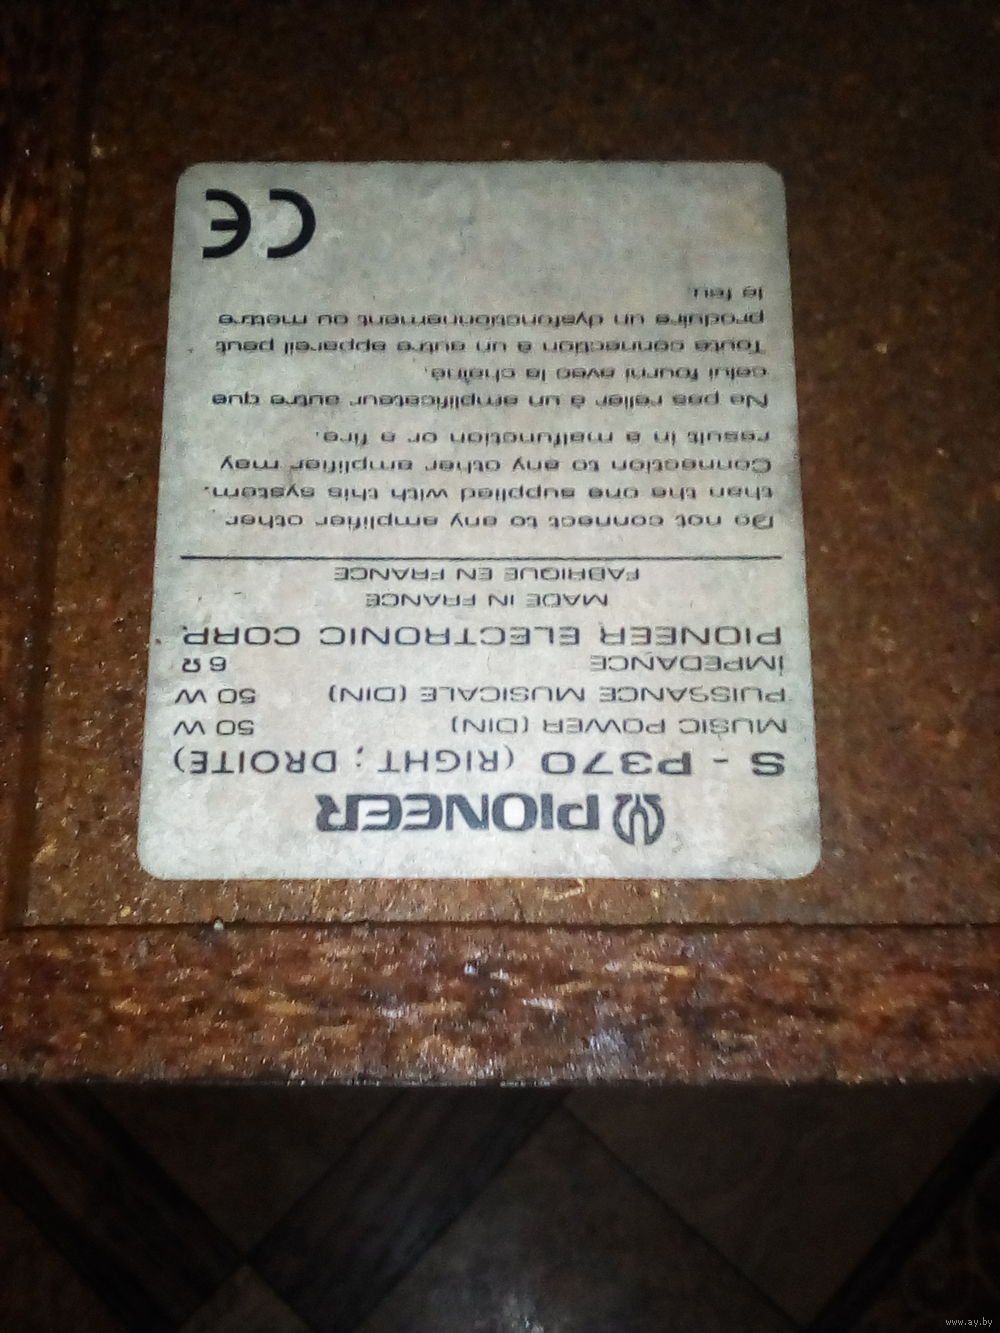 PIONEER
S - P370 (RIGHT ; DROITE)
MUSIC POWER (DIN) 50 W
PUISSANCE MUSICALE (DIN) 50 W
IMPEDANCE 6 Ω
PIONEER ELECTRONIC CORP.
MADE IN FRANCE
FABRIQUE EN FRANCE
Do not connect to any amplifier other
than the one supplied with this system.
Connection to any other amplifier may
result in a malfunction or a fire.
Ne pas relier à un amplificateur autre que
celui fourni avec la chaîne.
Toute connection à un autre appareil peut
produire un dysfonctionnement ou mettre
le feu.
CE
www.ay.by